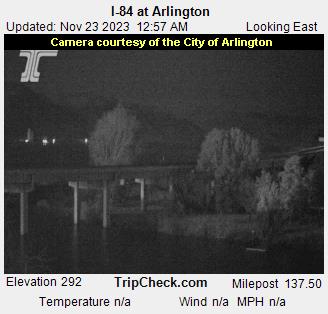 I-84 at Arlington
Updated: Nov 23 2023 12:57 AM Looking East
Camera courtesy of the City of Arlington
Elevation 292 TripCheck.com Milepost 137.50
Temperature n/a Wind n/a MPH n/a